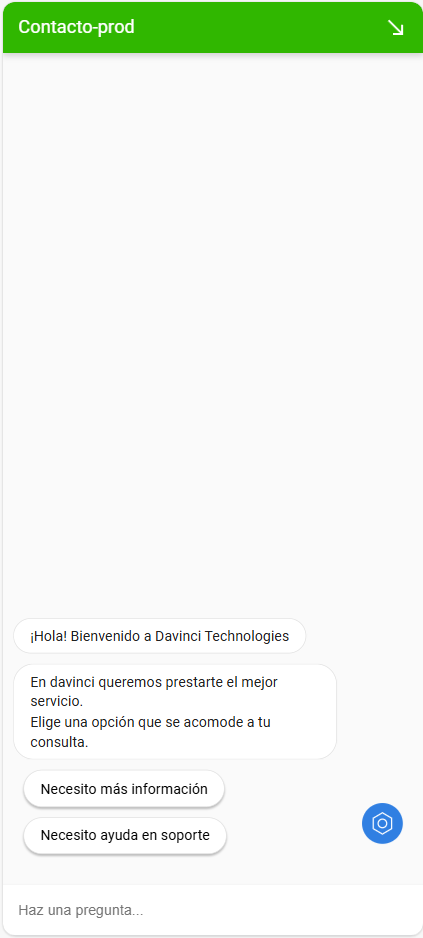 Contacto-prod
¡Hola! Bienvenido a Davinci Technologies
En davinci queremos prestarte el mejor
servicio.
Elige una opción que se acomode a tu
consulta.
Necesito más información
Necesito ayuda en soporte
Haz una pregunta...